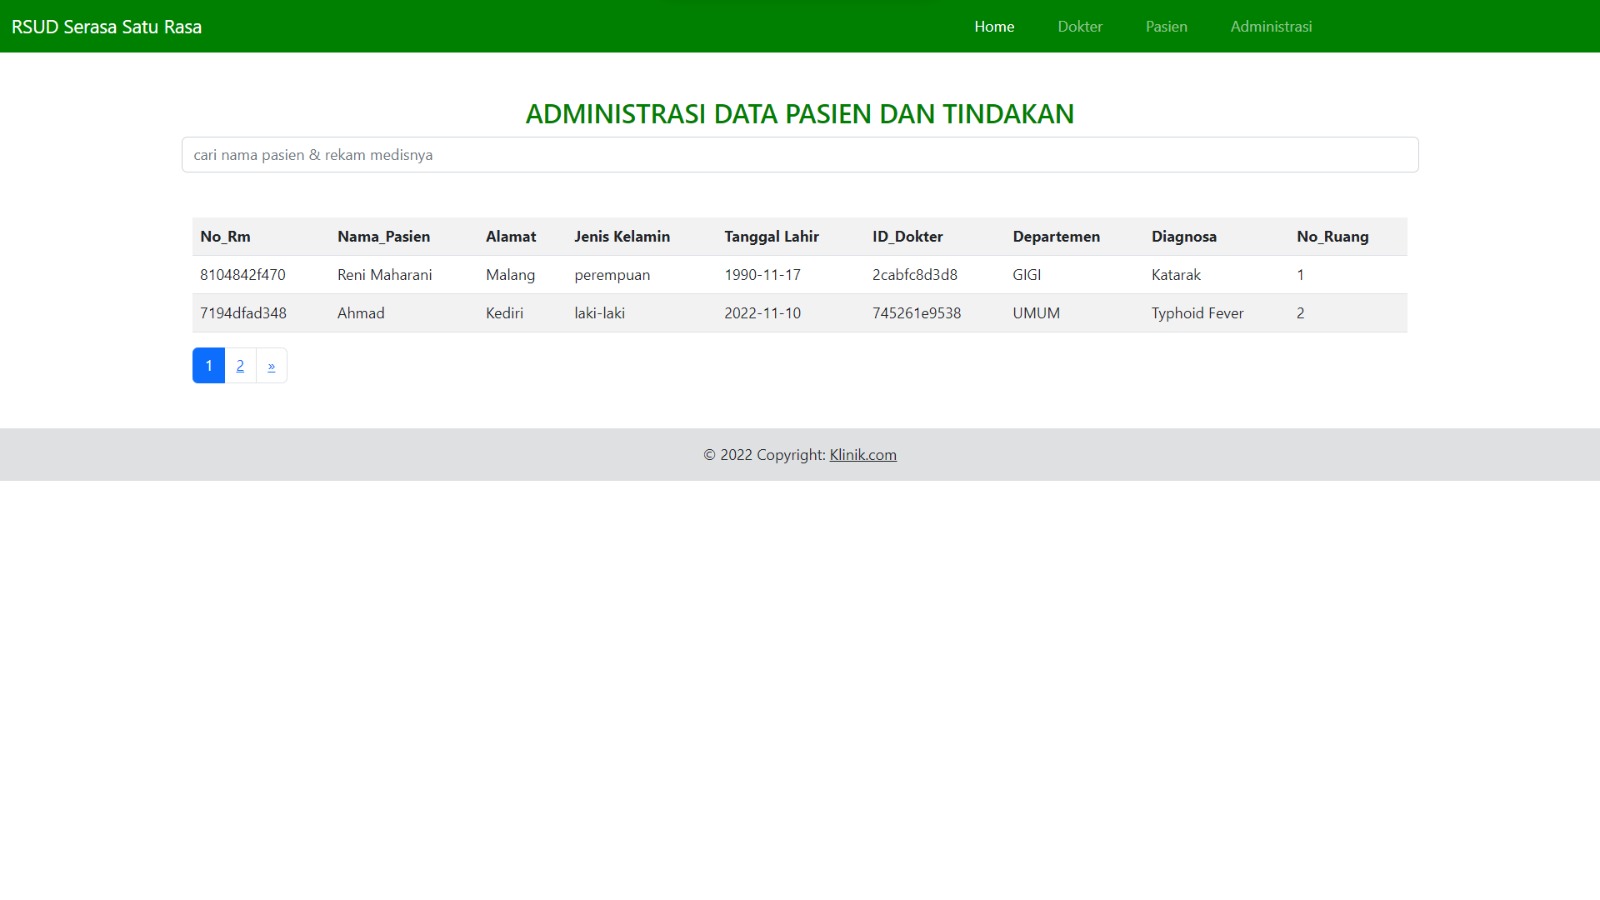 RSUD Serasa Satu Rasa Home Dokter Pasien Administrasi
ADMINISTRASI DATA PASIEN DAN TINDAKAN
cari nama pasien & rekam medisnya
No_Rm Nama_Pasien Alamat Jenis Kelamin Tanggal Lahir ID_Dokter Departemen Diagnosa No_Ruang
8104842f470 Reni Maharani Malang perempuan 1990-11-17 2cabfc8d3d8 GIGI Katarak 1
7194dfad348 Ahmad Kediri laki-laki 2022-11-10 745261e9538 UMUM Typhoid Fever 2
1 2 »
© 2022 Copyright: Klinik.com